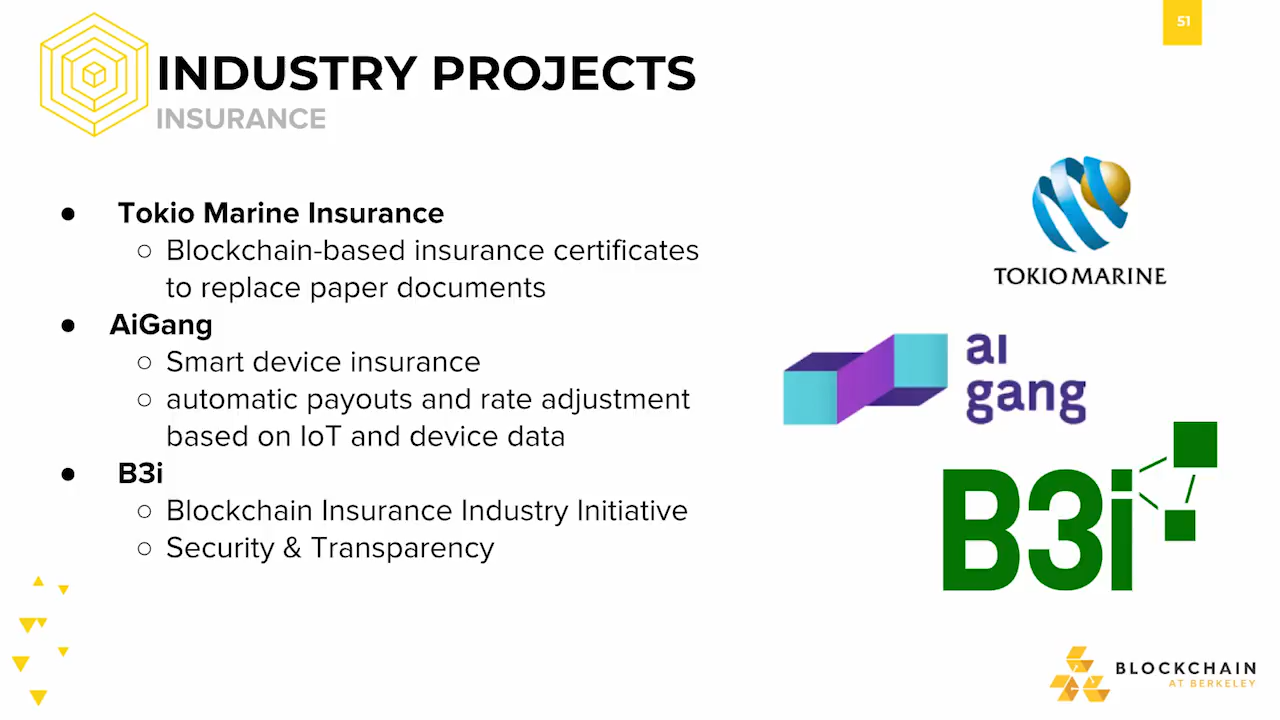 51
INDUSTRY PROJECTS
INSURANCE
● Tokio Marine Insurance
○ Blockchain-based insurance certificates
to replace paper documents
● AiGang
○ Smart device insurance
○ automatic payouts and rate adjustment
based on IoT and device data
● B3i
○ Blockchain Insurance Industry Initiative
○ Security & Transparency
TOKIO MARINE
ai
gang
B3i
BLOCKCHAIN
AT BERKELEY